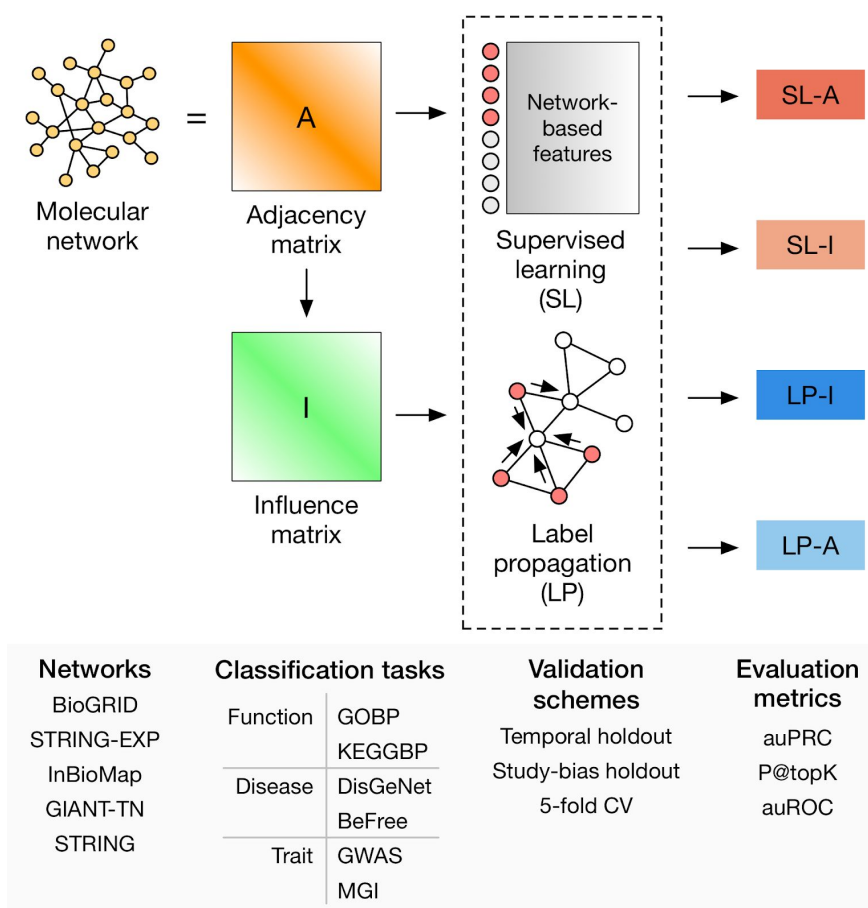 =
A
Molecular
network
Adjacency
matrix
Network-
based
features
Supervised
learning
(SL)
SL-A
SL-I
I
Influence
matrix
Label
propagation
(LP)
LP-I
LP-A
Networks
BioGRID
STRING-EXP
InBioMap
GIANT-TN
STRING
Classification tasks
Function
GOBP
KEGGBP
Disease
DisGeNet
BeFree
Trait
GWAS
MGI
Validation
schemes
Temporal holdout
Study-bias holdout
5-fold CV
Evaluation
metrics
auPRC
P@topK
auROC